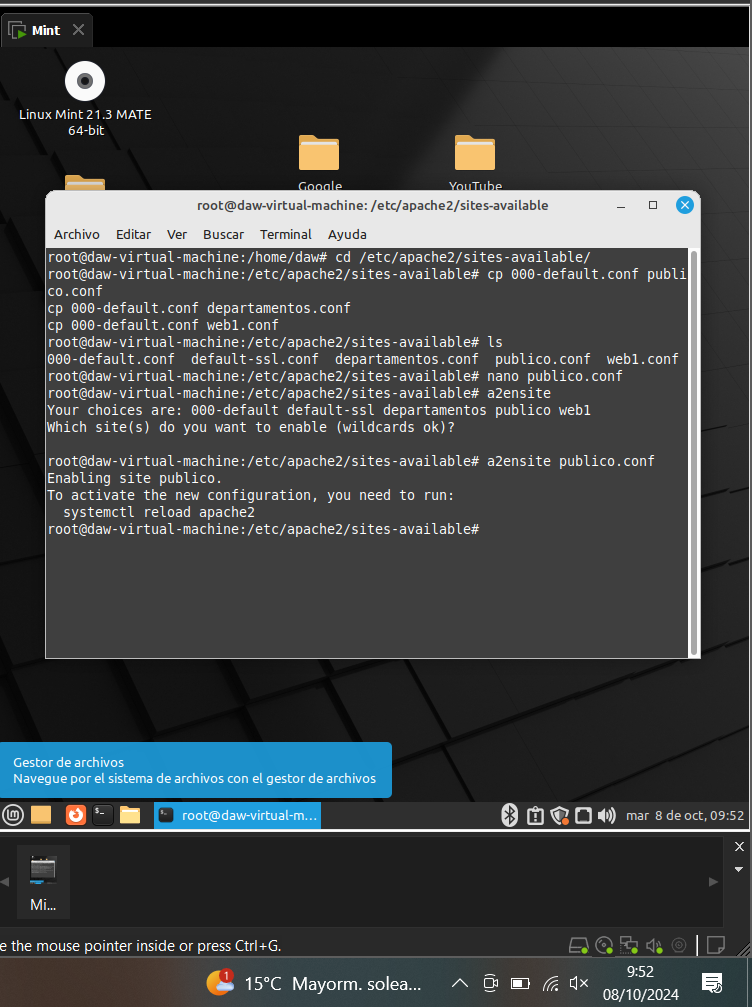 Mint
Linux Mint 21.3 MATE
64-bit
Google
YouTube
root@daw-virtual-machine: /etc/apache2/sites-available
Archivo Editar Ver Buscar Terminal Ayuda
root@daw-virtual-machine:/home/daw# cd /etc/apache2/sites-available/
root@daw-virtual-machine:/etc/apache2/sites-available# cp 000-default.conf publi
co.conf
cp 000-default.conf departamentos.conf
cp 000-default.conf web1.conf
root@daw-virtual-machine:/etc/apache2/sites-available# ls
000-default.conf  default-ssl.conf  departamentos.conf  publico.conf  web1.conf
root@daw-virtual-machine:/etc/apache2/sites-available# nano publico.conf
root@daw-virtual-machine:/etc/apache2/sites-available# a2ensite
Your choices are: 000-default default-ssl departamentos publico web1
Which site(s) do you want to enable (wildcards ok)?
root@daw-virtual-machine:/etc/apache2/sites-available# a2ensite publico.conf
Enabling site publico.
To activate the new configuration, you need to run:
  systemctl reload apache2
root@daw-virtual-machine:/etc/apache2/sites-available#
Gestor de archivos
Navegue por el sistema de archivos con el gestor de archivos
root@daw-virtual-m...
mar 8 de oct, 09:52
Mi...
e the mouse pointer inside or press Ctrl+G.
1
15°C Mayorm. solea...
9:52
08/10/2024